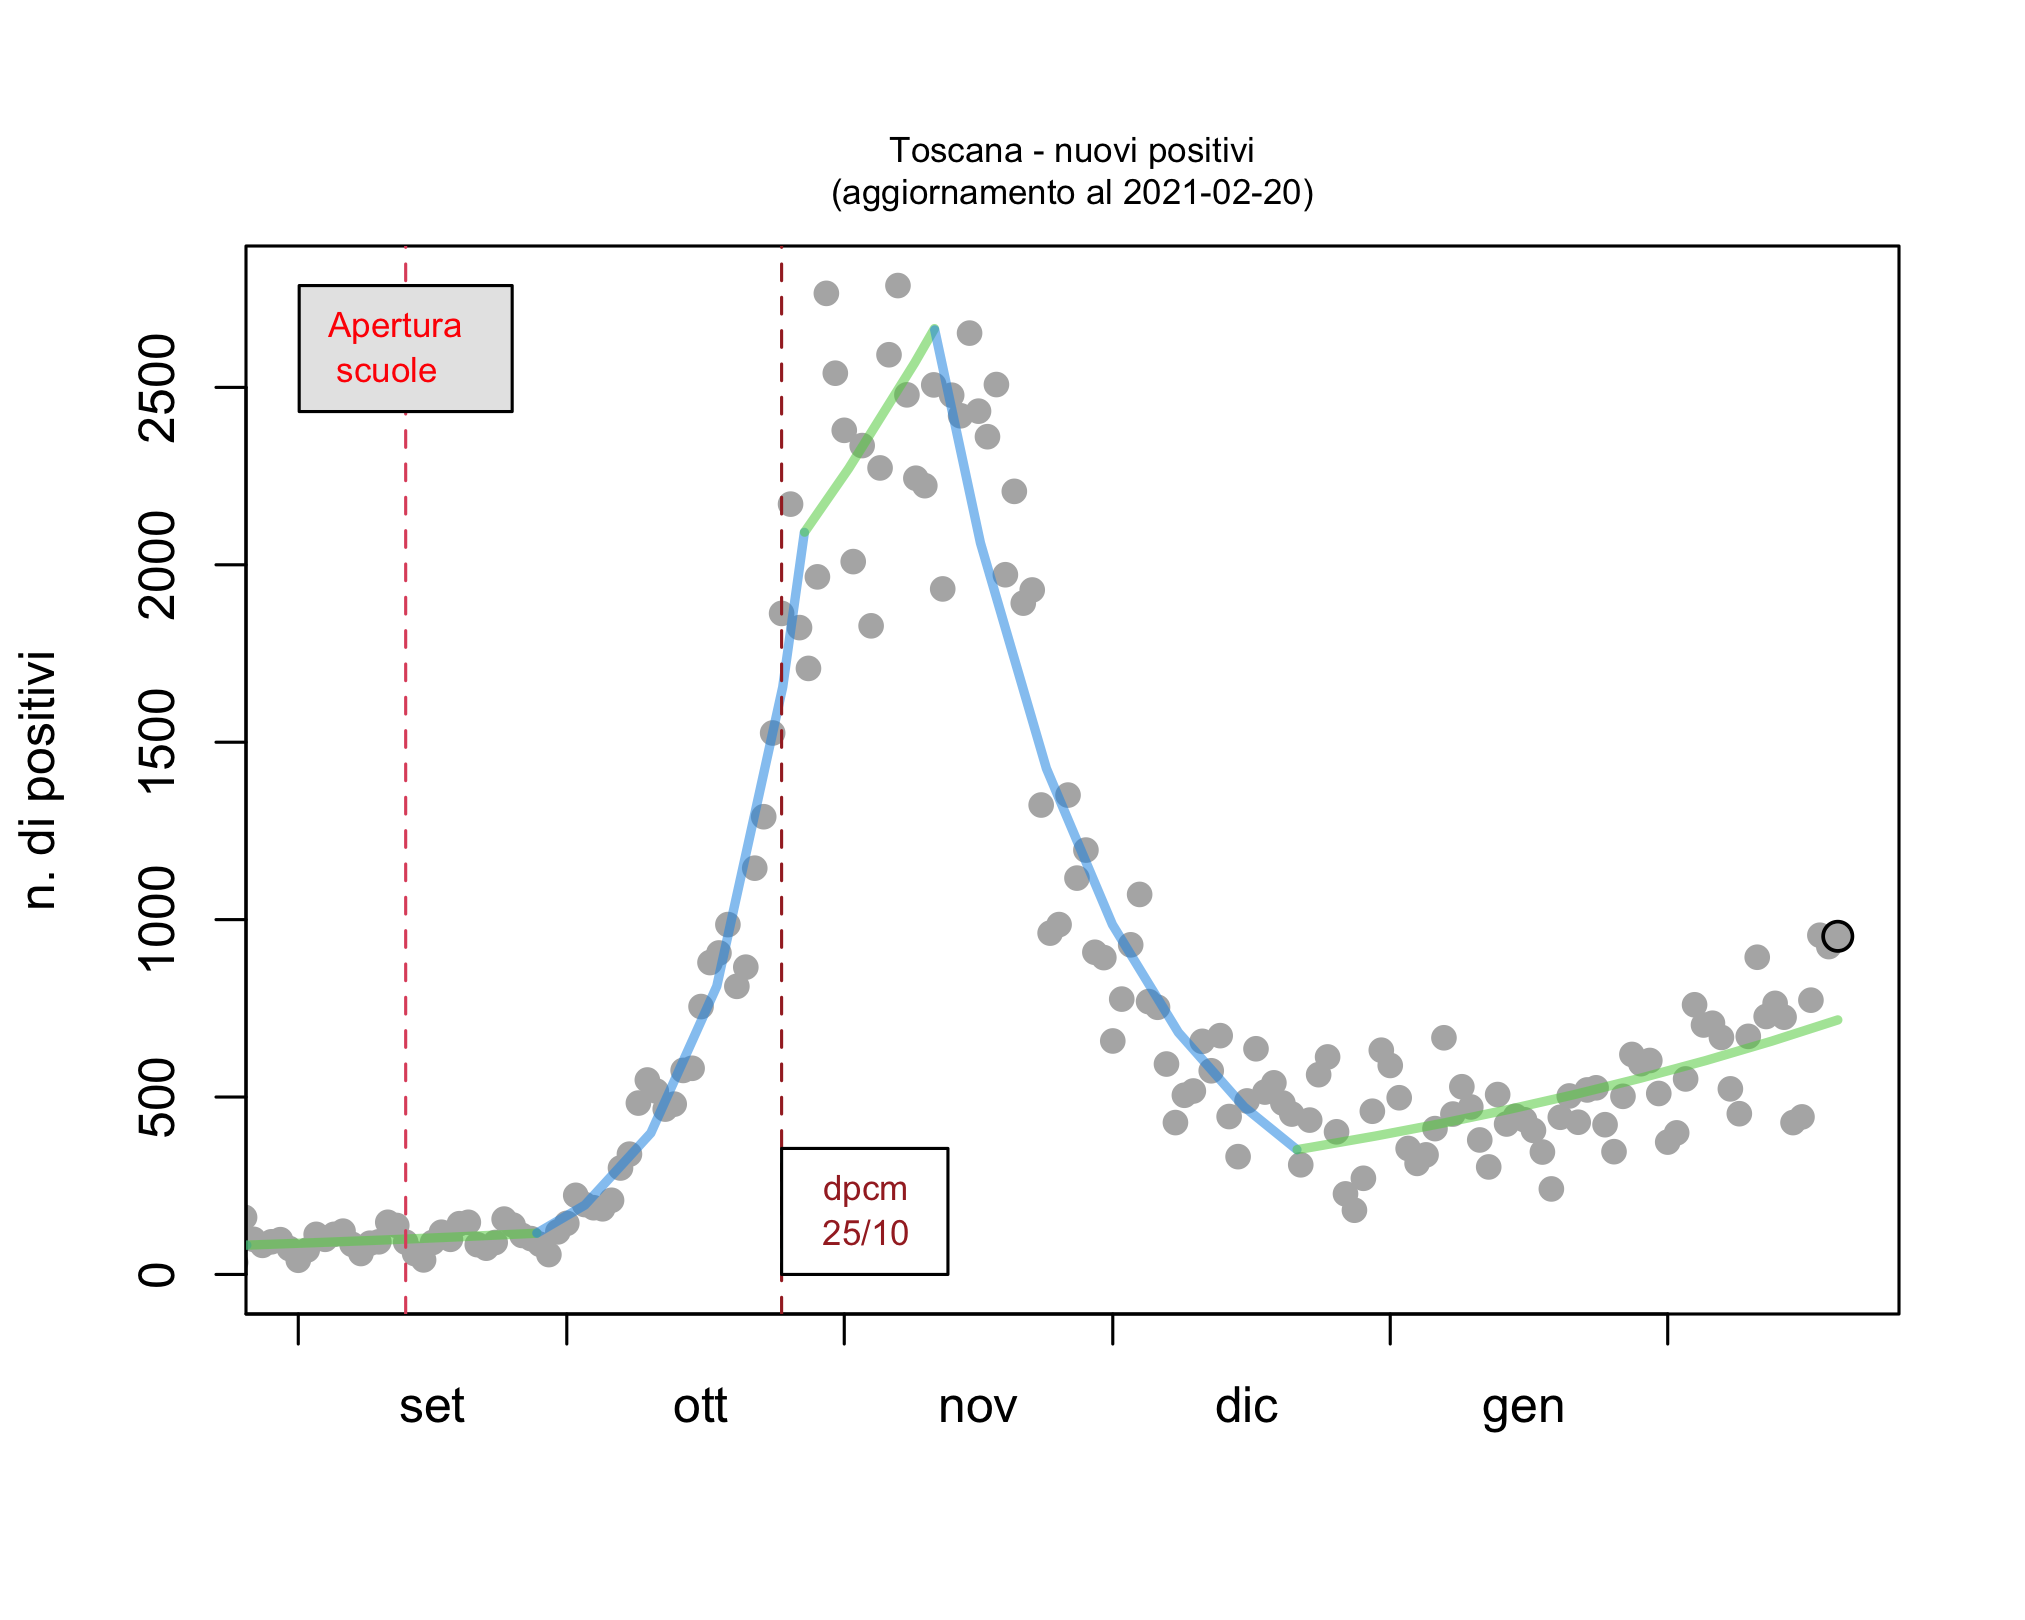 Toscana - nuovi positivi
(aggiornamento al 2021-02-20)
Apertura
scuole
n. di positivi
2500
2000
1500
1000
500
0
dpcm
25/10
set ott nov dic gen